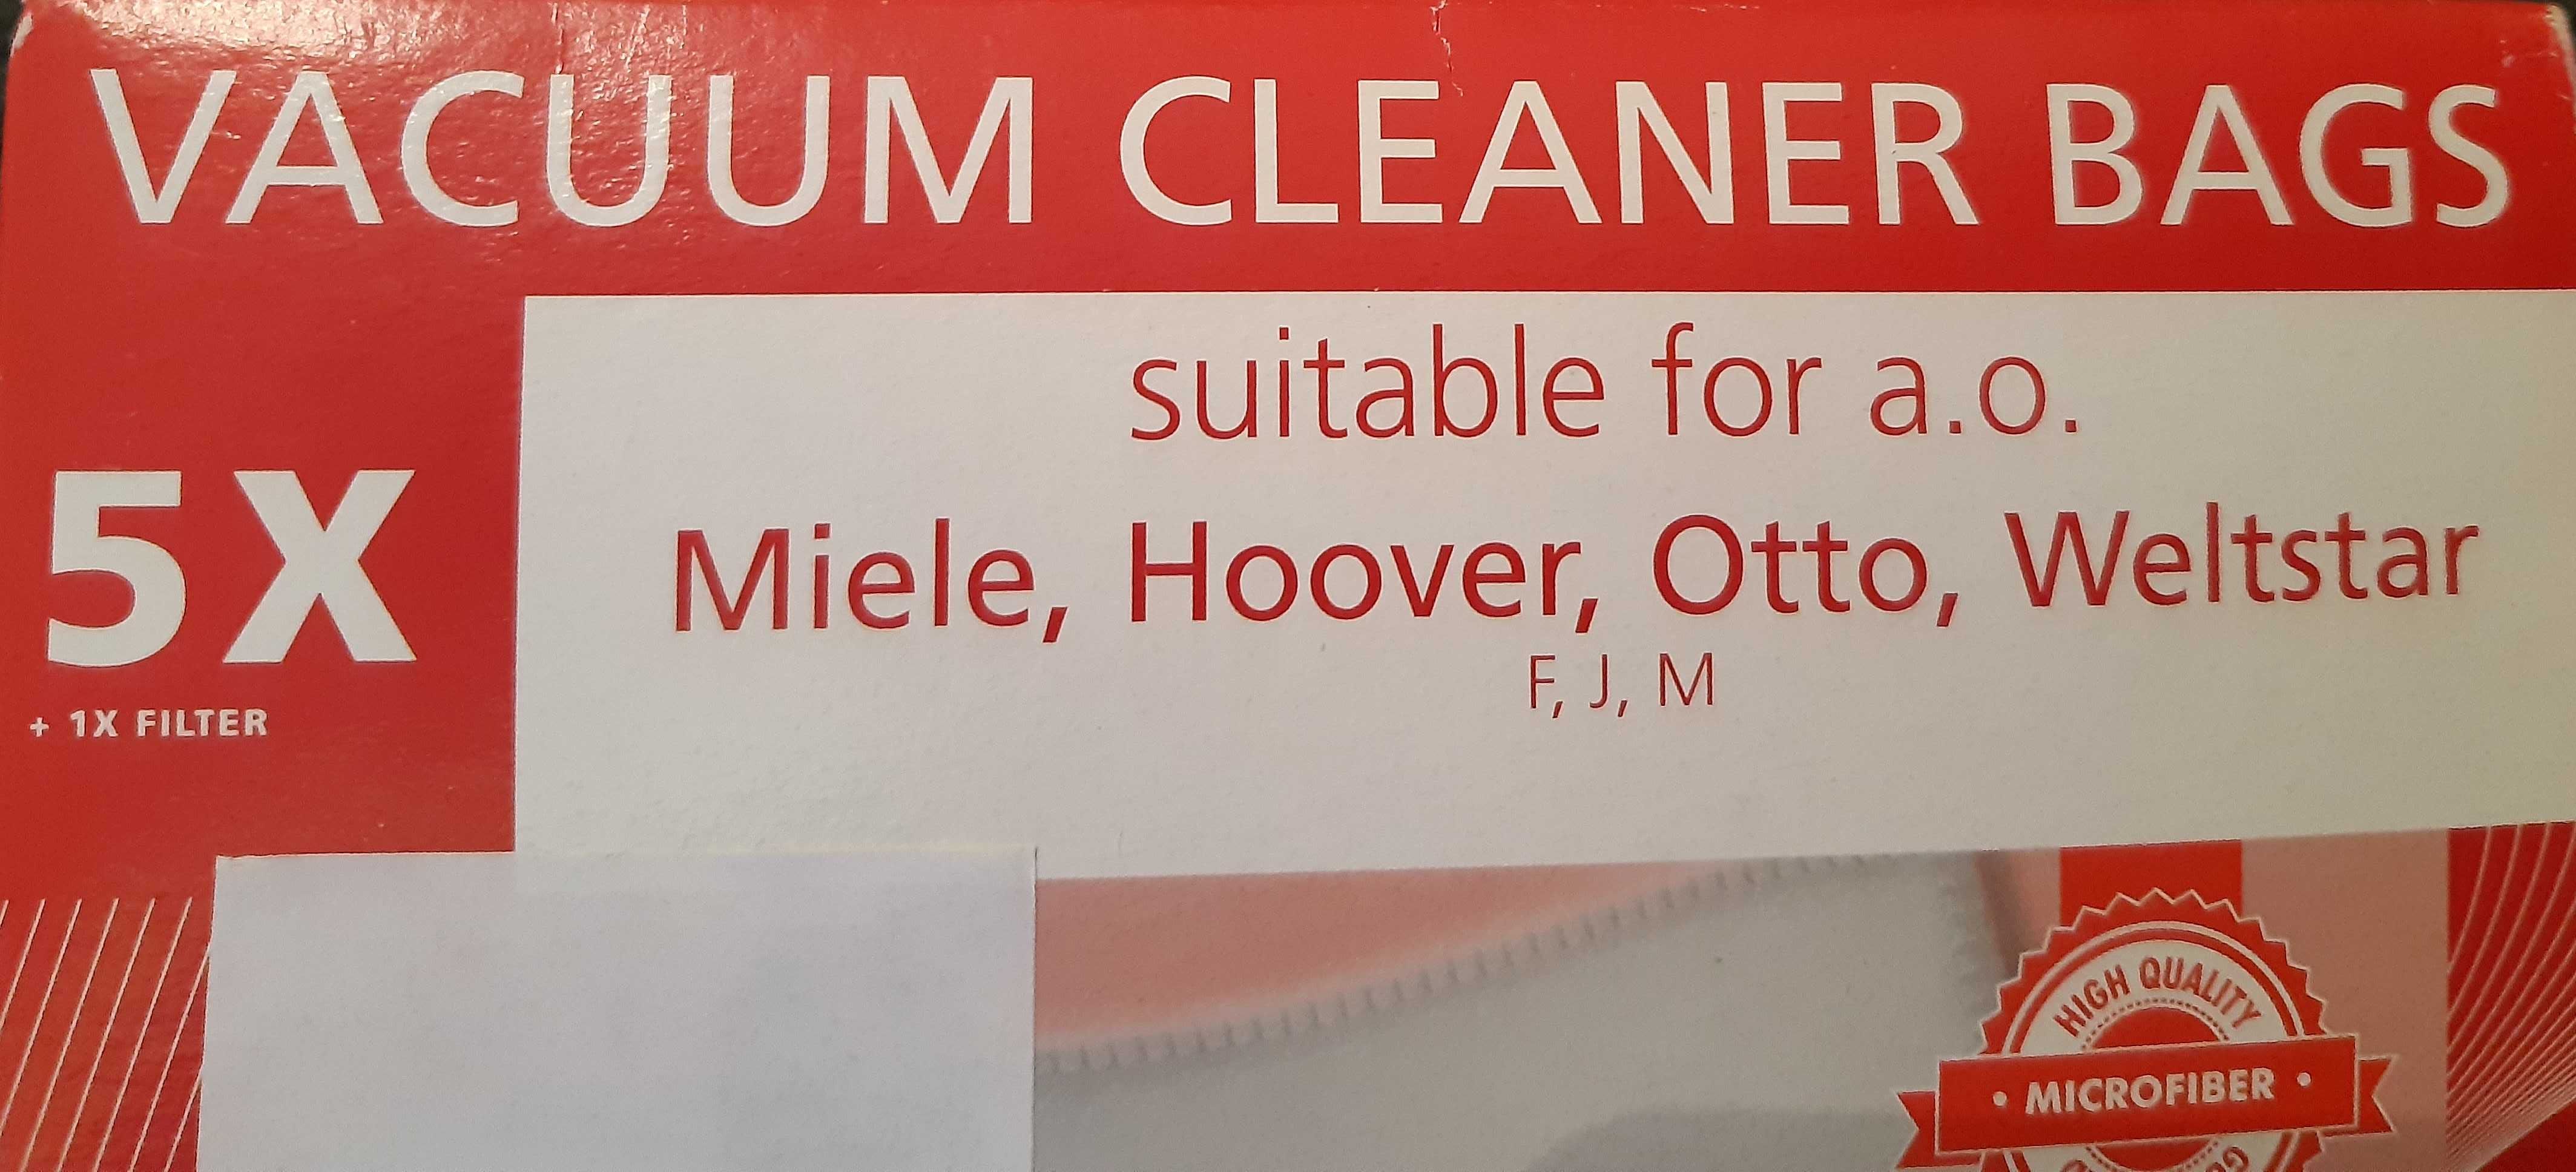 VACUUM CLEANER BAGS
suitable for a.o.
5X
Miele, Hoover, Otto, Weltstar
F, J, M
+ 1X FILTER
HIGH QUALITY
• MICROFIBER •